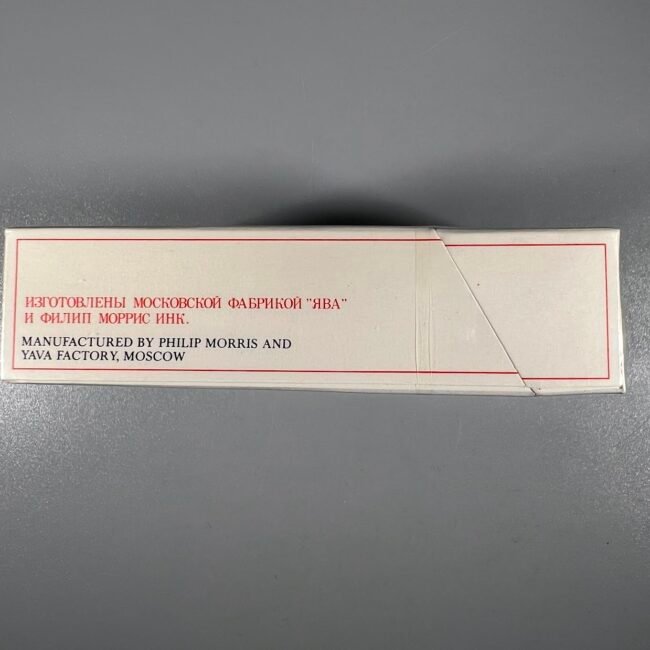 ИЗГОТОВЛЕНЫ МОСКОВСКОЙ ФАБРИКОЙ "ЯВА"
И ФИЛИП МОРРИС ИНК.
MANUFACTURED BY PHILIP MORRIS AND
YAVA FACTORY, MOSCOW